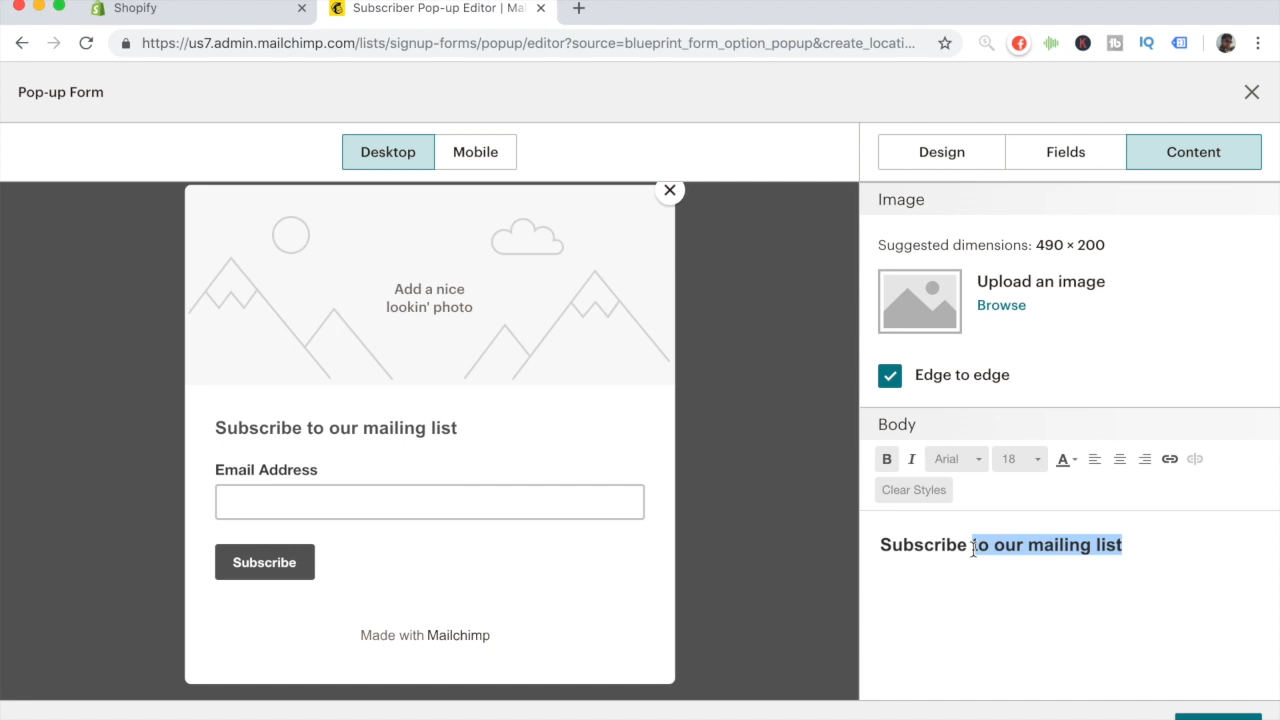 Shopify
Subscriber Pop-up Editor | Mai
https://us7.admin.mailchimp.com/lists/signup-forms/popup/editor?source=blueprint_form_option_popup&create_locati...
Pop-up Form
Desktop
Mobile
Design
Fields
Content
Add a nice
lookin' photo
Subscribe to our mailing list
Email Address
Subscribe
Made with Mailchimp
Image
Suggested dimensions: 490 × 200
Upload an image
Browse
Edge to edge
Body
B I Arial 18 A
Clear Styles
Subscribe to our mailing list
K
tb
IQ